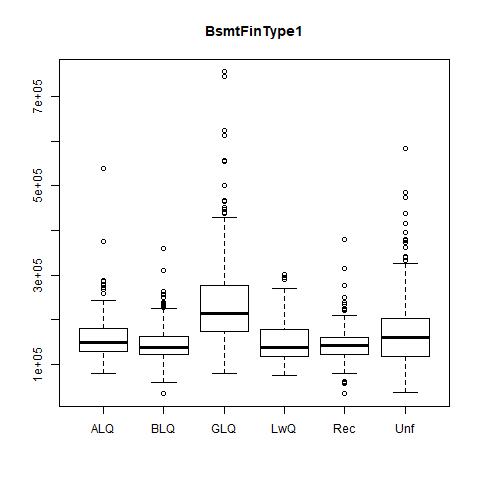 BsmtFinType1
7e+05
5e+05
3e+05
1e+05
ALQ BLQ GLQ LwQ Rec Unf